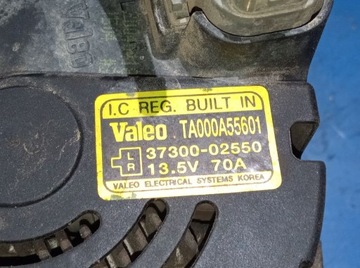 I.C REG. BUILT IN
Valeo TA000A55601
L 37300-02550
R 13.5V 70A
VALEO ELECTRICAL SYSTEMS KOREA